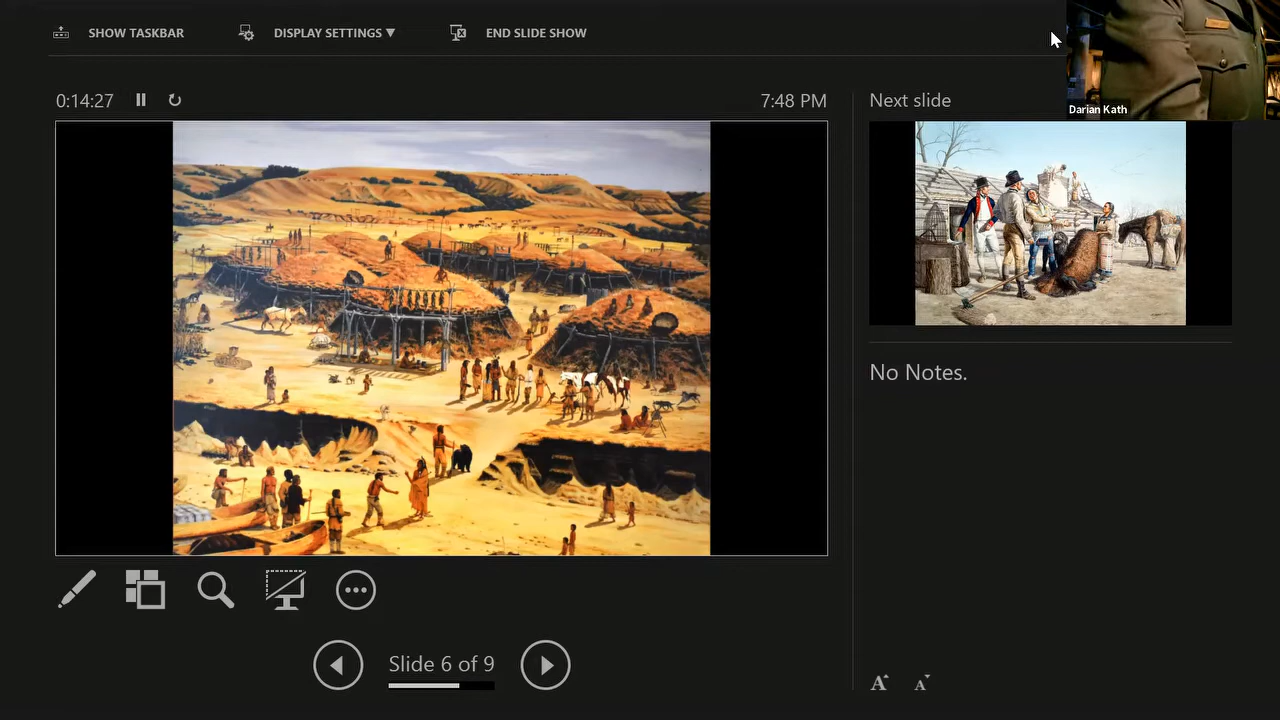 SHOW TASKBAR
DISPLAY SETTINGS ▼
END SLIDE SHOW
0:14:27
7:48 PM
Next slide
Darian Kath
No Notes.
Slide 6 of 9
A
A